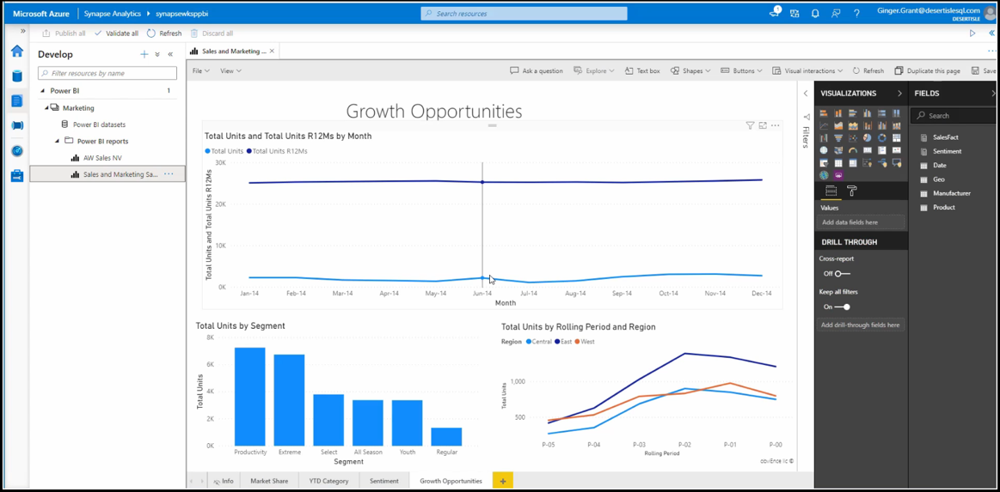 Microsoft Azure
Synapse Analytics
synapsewksppbi
Search resources
1
Ginger.Grant@desertislesql.com
DESERTISLE
Publish all
Validate all
Refresh
Discard all
Develop
Filter resources by name
Power BI
1
Marketing
Power BI datasets
Power BI reports
AW Sales NV
Sales and Marketing Sa...
Sales and Marketing ...
File
View
Ask a question
Explore
Text box
Shapes
Buttons
Visual interactions
Refresh
Duplicate this page
Save
Growth Opportunities
Total Units and Total Units R12Ms by Month
Total Units
Total Units R12Ms
Total Units and Total Units R12Ms
30K
20K
10K
0K
Jan-14
Feb-14
Mar-14
Apr-14
May-14
Jun-14
Jul-14
Aug-14
Sep-14
Oct-14
Nov-14
Dec-14
Month
Total Units by Segment
Total Units
8K
6K
4K
2K
0K
Productivity
Extreme
Select
All Season
Youth
Regular
Segment
Total Units by Rolling Period and Region
Region
Central
East
West
Total Units
1,000
500
P-05
P-04
P-03
P-02
P-01
P-00
Rolling Period
obviEnce llc ©
Info
Market Share
YTD Category
Sentiment
Growth Opportunities
Filters
VISUALIZATIONS
Values
Add data fields here
DRILL THROUGH
Cross-report
Off
Keep all filters
On
Add drill-through fields here
FIELDS
Search
SalesFact
Sentiment
Date
Geo
Manufacturer
Product